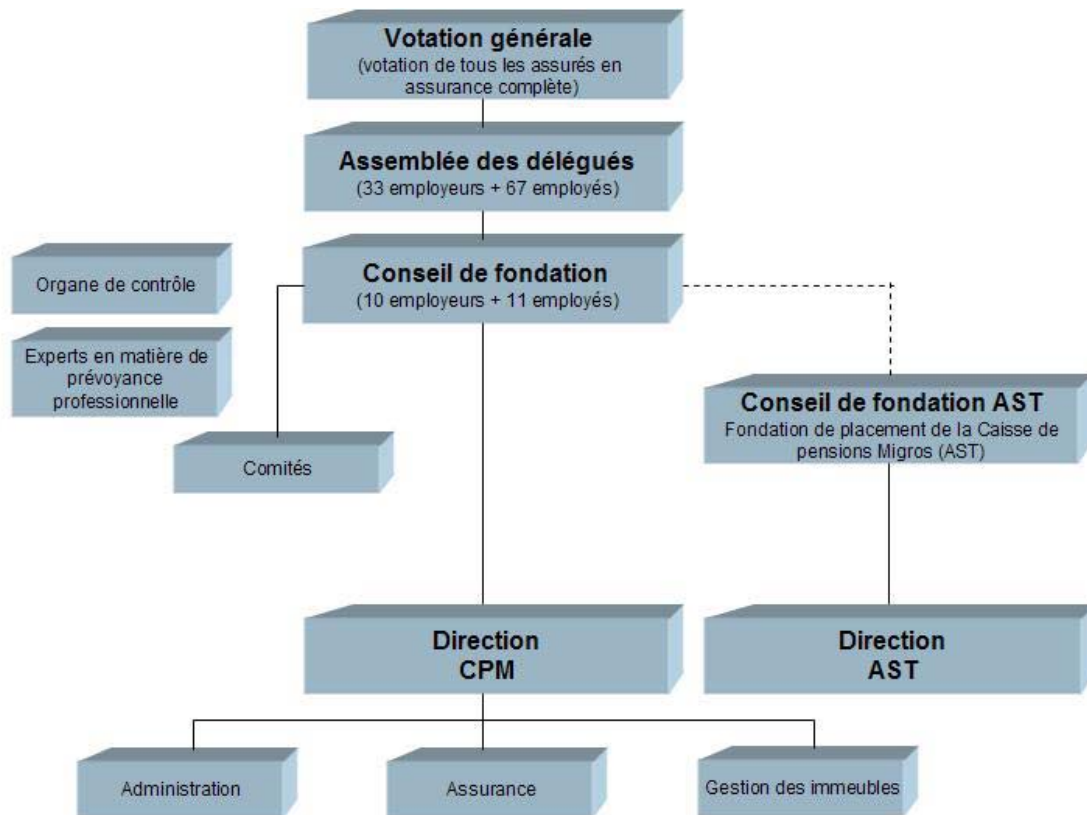 Votation générale
(votation de tous les assurés en
assurance complète)
Assemblée des délégués
(33 employeurs + 67 employés)
Conseil de fondation
(10 employeurs + 11 employés)
Organe de contrôle
Experts en matière de
prévoyance
professionnelle
Comités
Conseil de fondation AST
Fondation de placement de la Caisse de
pensions Migros (AST)
Direction
CPM
Direction
AST
Administration
Assurance
Gestion des immeubles